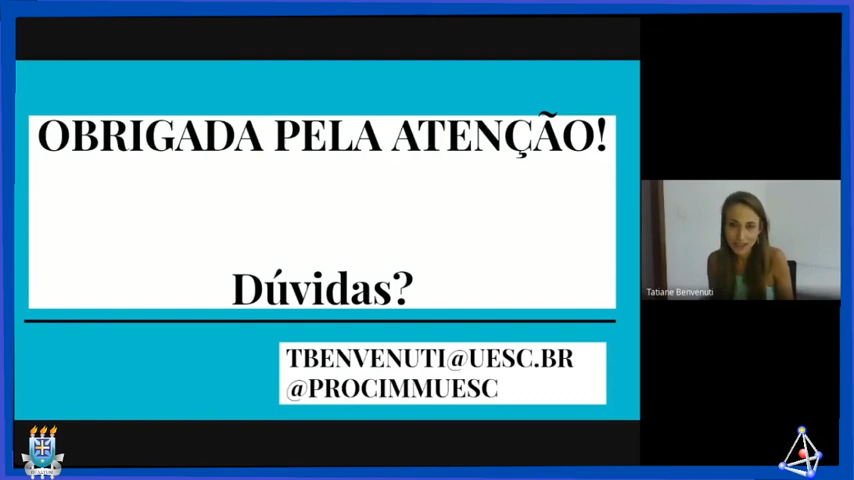 OBRIGADA PELA ATENÇÃO!
Dúvidas?
TBENVENUTI@UESC.BR
@PROCIMMUESC
Tatiane Benvenuti